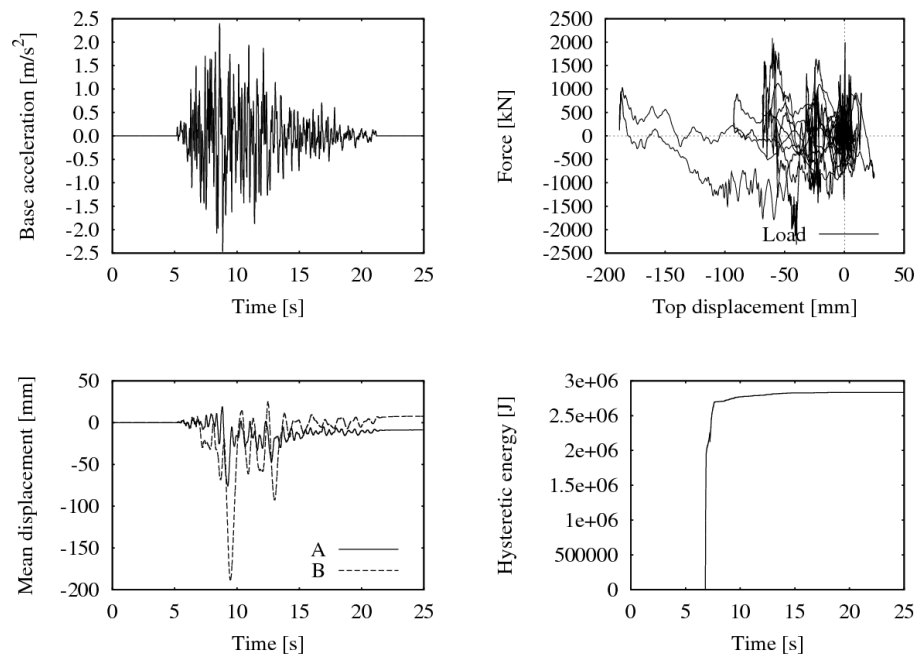 Base acceleration [m/s²]
2.5
2.0
1.5
1.0
0.5
0.0
-0.5
-1.0
-1.5
-2.0
2.5
0 5 10 15 20 25
Time [s]
Force [kN]
2500
2000
1500
1000
500
0
-500
-1000
-1500
-2000
-2500
Load
-200 -150 -100 -50 0 50
Top displacement [mm]
Mean displacement [mm]
50
0
-50
-100
-150
-200
A
B
0 5 10 15 20 25
Time [s]
Hysteretic energy [J]
3e+06
2.5e+06
2e+06
1.5e+06
1e+06
500000
0
0 5 10 15 20 25
Time [s]